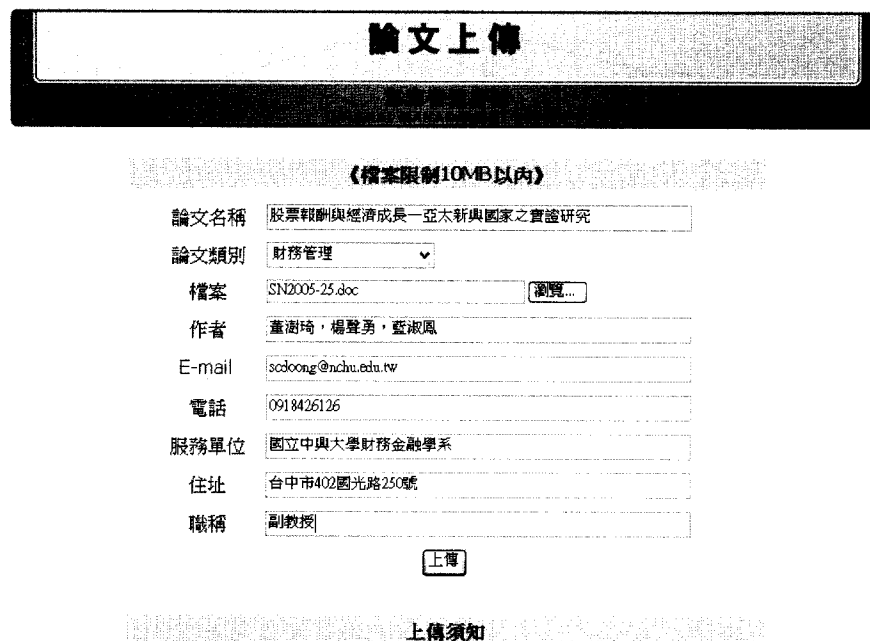 論文上傳
《檔案限制10MB以內》
論文名稱 股票報酬與經濟成長—亞太新興國家之實證研究
論文類別 財務管理
檔案 SN2005-25.doc 瀏覽...
作者 董澍琦，楊聲勇，藍淑鳳
E-mail scdoong@nchu.edu.tw
電話 0918426126
服務單位 國立中興大學財務金融學系
住址 台中市402國光路250號
職稱 副教授
上傳
上傳須知